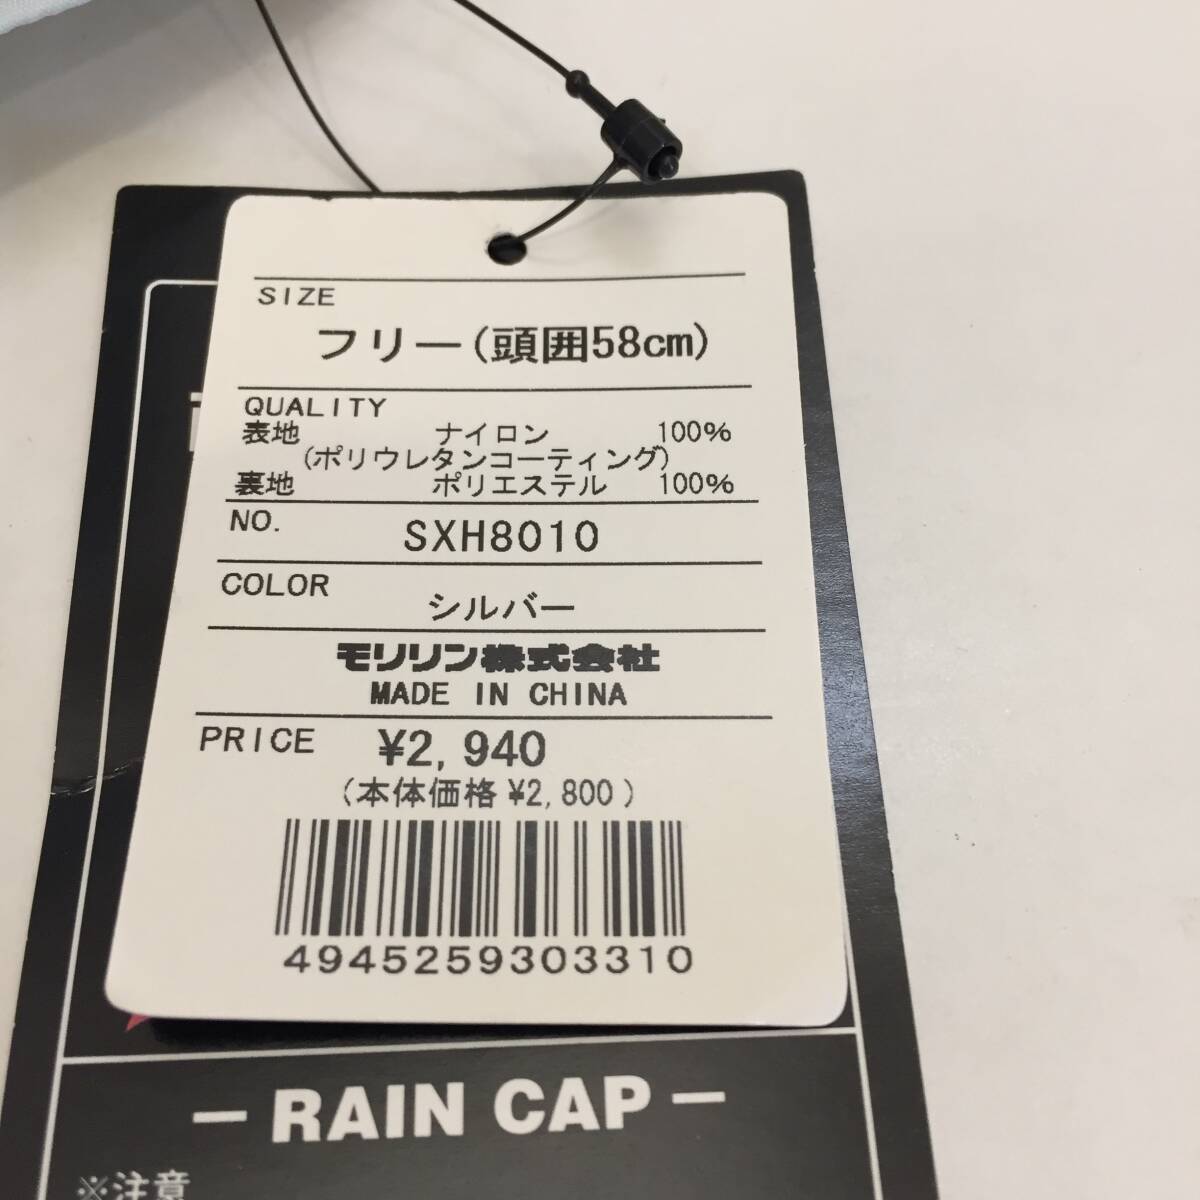 SIZE
フリー(頭囲58cm)
QUALITY
表地 ナイロン 100%
(ポリウレタンコーティング)
裏地 ポリエステル 100%
NO. SXH8010
COLOR シルバー
モリリン株式会社
MADE IN CHINA
PRICE ¥2,940
(本体価格 ¥2,800)
4945259303310
- RAIN CAP -
※注意